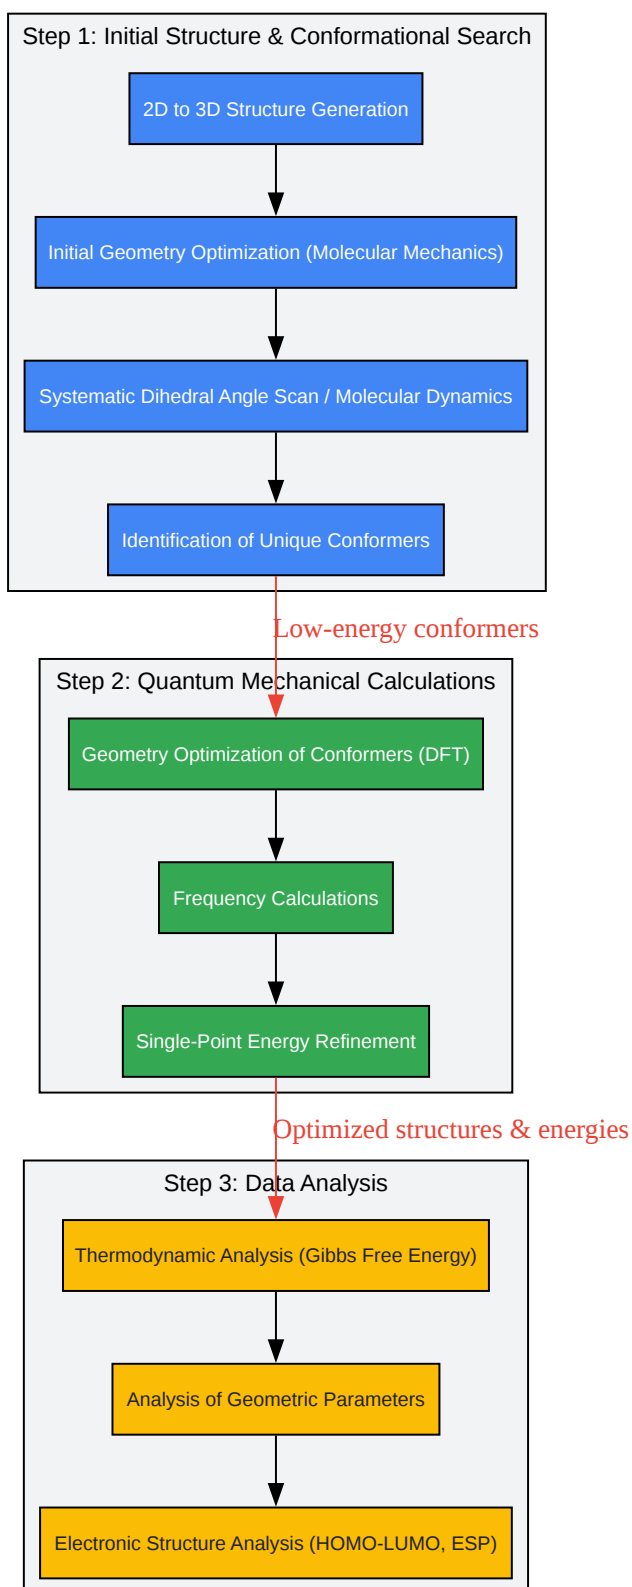 Step 1: Initial Structure & Conformational Search
2D to 3D Structure Generation
Initial Geometry Optimization (Molecular Mechanics)
Systematic Dihedral Angle Scan / Molecular Dynamics
Identification of Unique Conformers
Low-energy conformers
Step 2: Quantum Mechanical Calculations
Geometry Optimization of Conformers (DFT)
Frequency Calculations
Single-Point Energy Refinement
Optimized structures & energies
Step 3: Data Analysis
Thermodynamic Analysis (Gibbs Free Energy)
Analysis of Geometric Parameters
Electronic Structure Analysis (HOMO-LUMO, ESP)